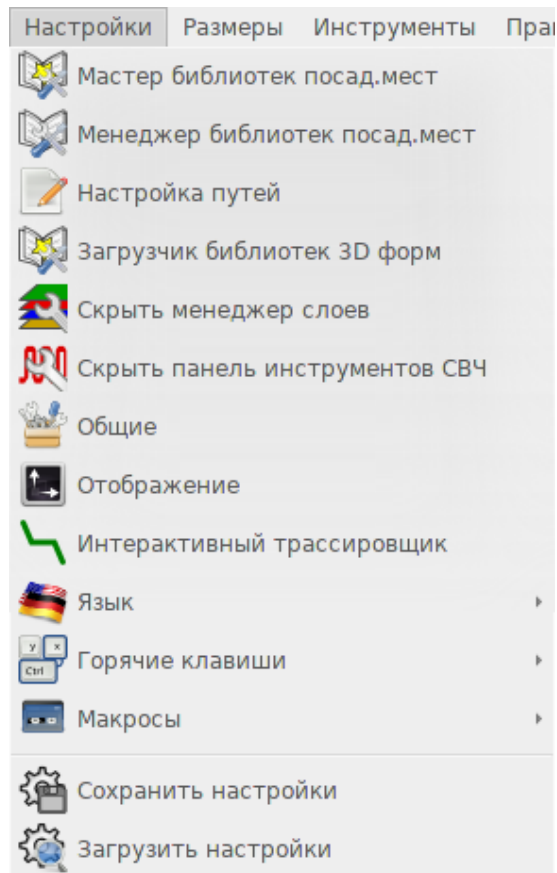 Настройки Размеры Инструменты
Мастер библиотек посад.мест
Менеджер библиотек посад.мест
Настройка путей
Загрузчик библиотек 3D форм
Скрыть менеджер слоев
Скрыть панель инструментов СВЧ
Общие
Отображение
Интерактивный трассировщик
Язык
y x
Ctrl
Горячие клавиши
Макросы
Сохранить настройки
Загрузить настройки